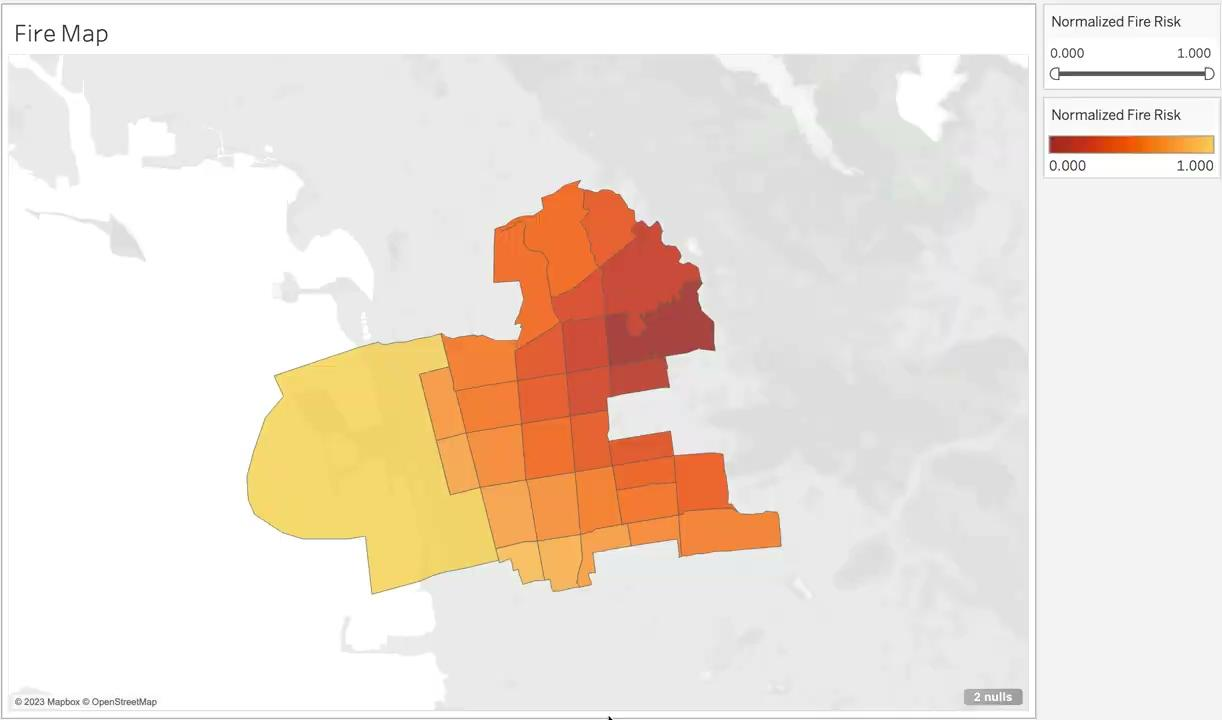 Fire Map
Normalized Fire Risk
0.000 1.000
Normalized Fire Risk
0.000 1.000
2 nulls
© 2023 Mapbox © OpenStreetMap